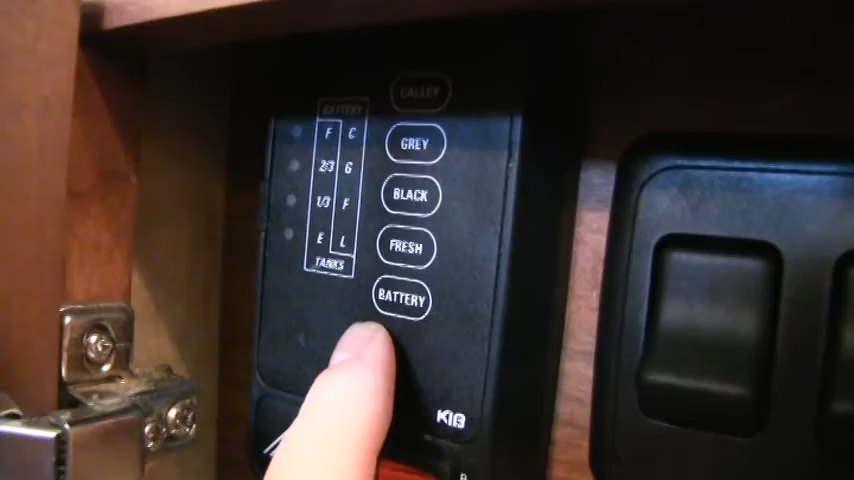 GALLEY
BATTERY
F C
GREY
2/3 G
BLACK
1/3 F
E L
FRESH
TANKS
BATTERY
KIB